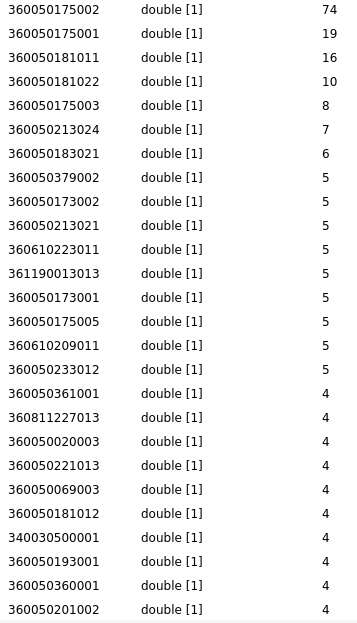 360050175002 double [1] 74
360050175001 double [1] 19
360050181011 double [1] 16
360050181022 double [1] 10
360050175003 double [1] 8
360050213024 double [1] 7
360050183021 double [1] 6
360050379002 double [1] 5
360050173002 double [1] 5
360050213021 double [1] 5
360610223011 double [1] 5
361190013013 double [1] 5
360050173001 double [1] 5
360050175005 double [1] 5
360610209011 double [1] 5
360050233012 double [1] 5
360050361001 double [1] 4
360811227013 double [1] 4
360050020003 double [1] 4
360050221013 double [1] 4
360050069003 double [1] 4
360050181012 double [1] 4
340030500001 double [1] 4
360050193001 double [1] 4
360050360001 double [1] 4
360050201002 double [1] 4